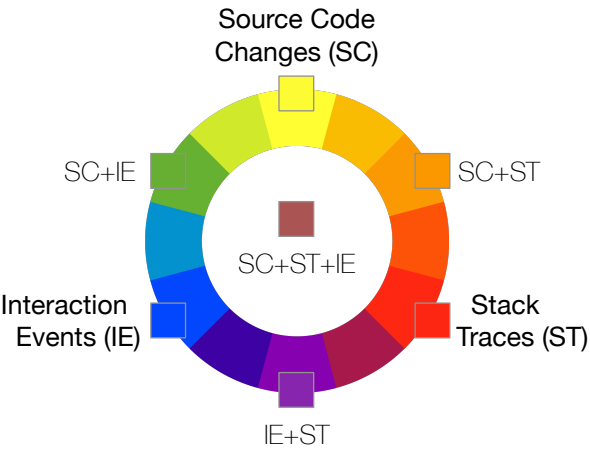 Source Code
Changes (SC)
SC+IE
SC+ST
SC+ST+IE
Interaction
Events (IE)
Stack
Traces (ST)
IE+ST